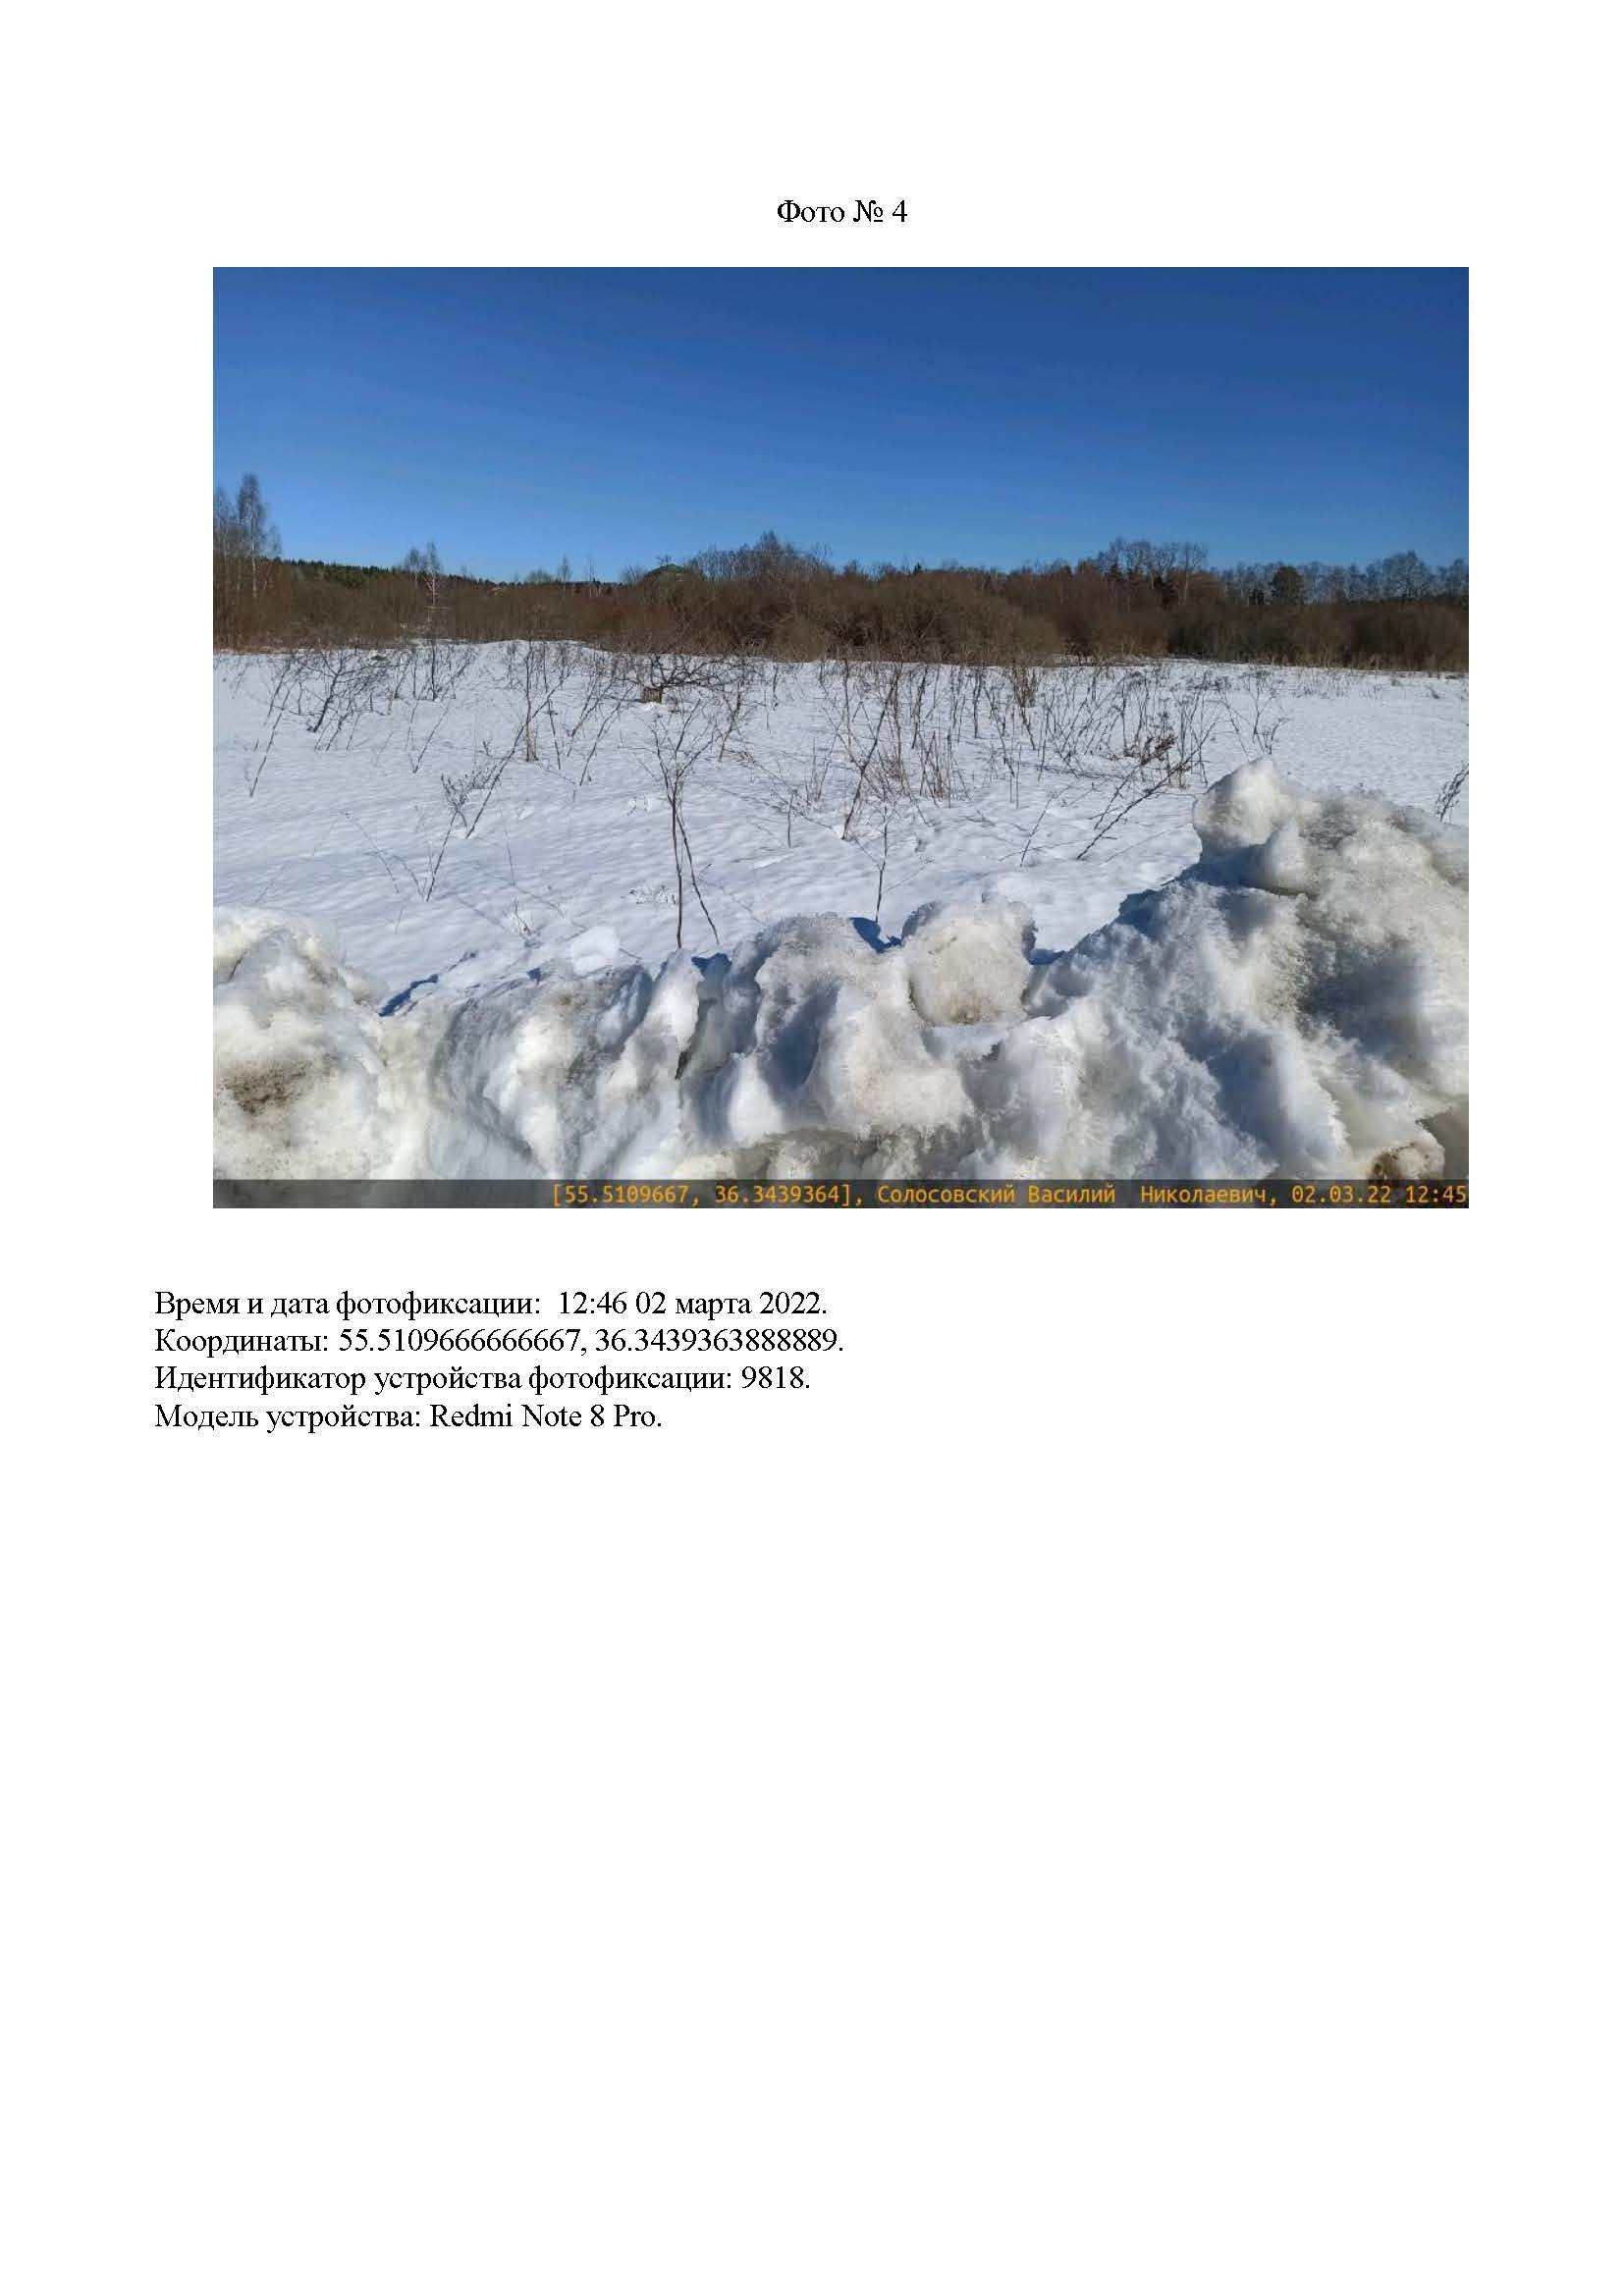 Фото № 4
[55.5109667, 36.3439364], Солосовский Василий  Николаевич, 02.03.22 12:45
Время и дата фотофиксации:  12:46 02 марта 2022.
Координаты: 55.5109666666667, 36.3439363888889.
Идентификатор устройства фотофиксации: 9818.
Модель устройства: Redmi Note 8 Pro.